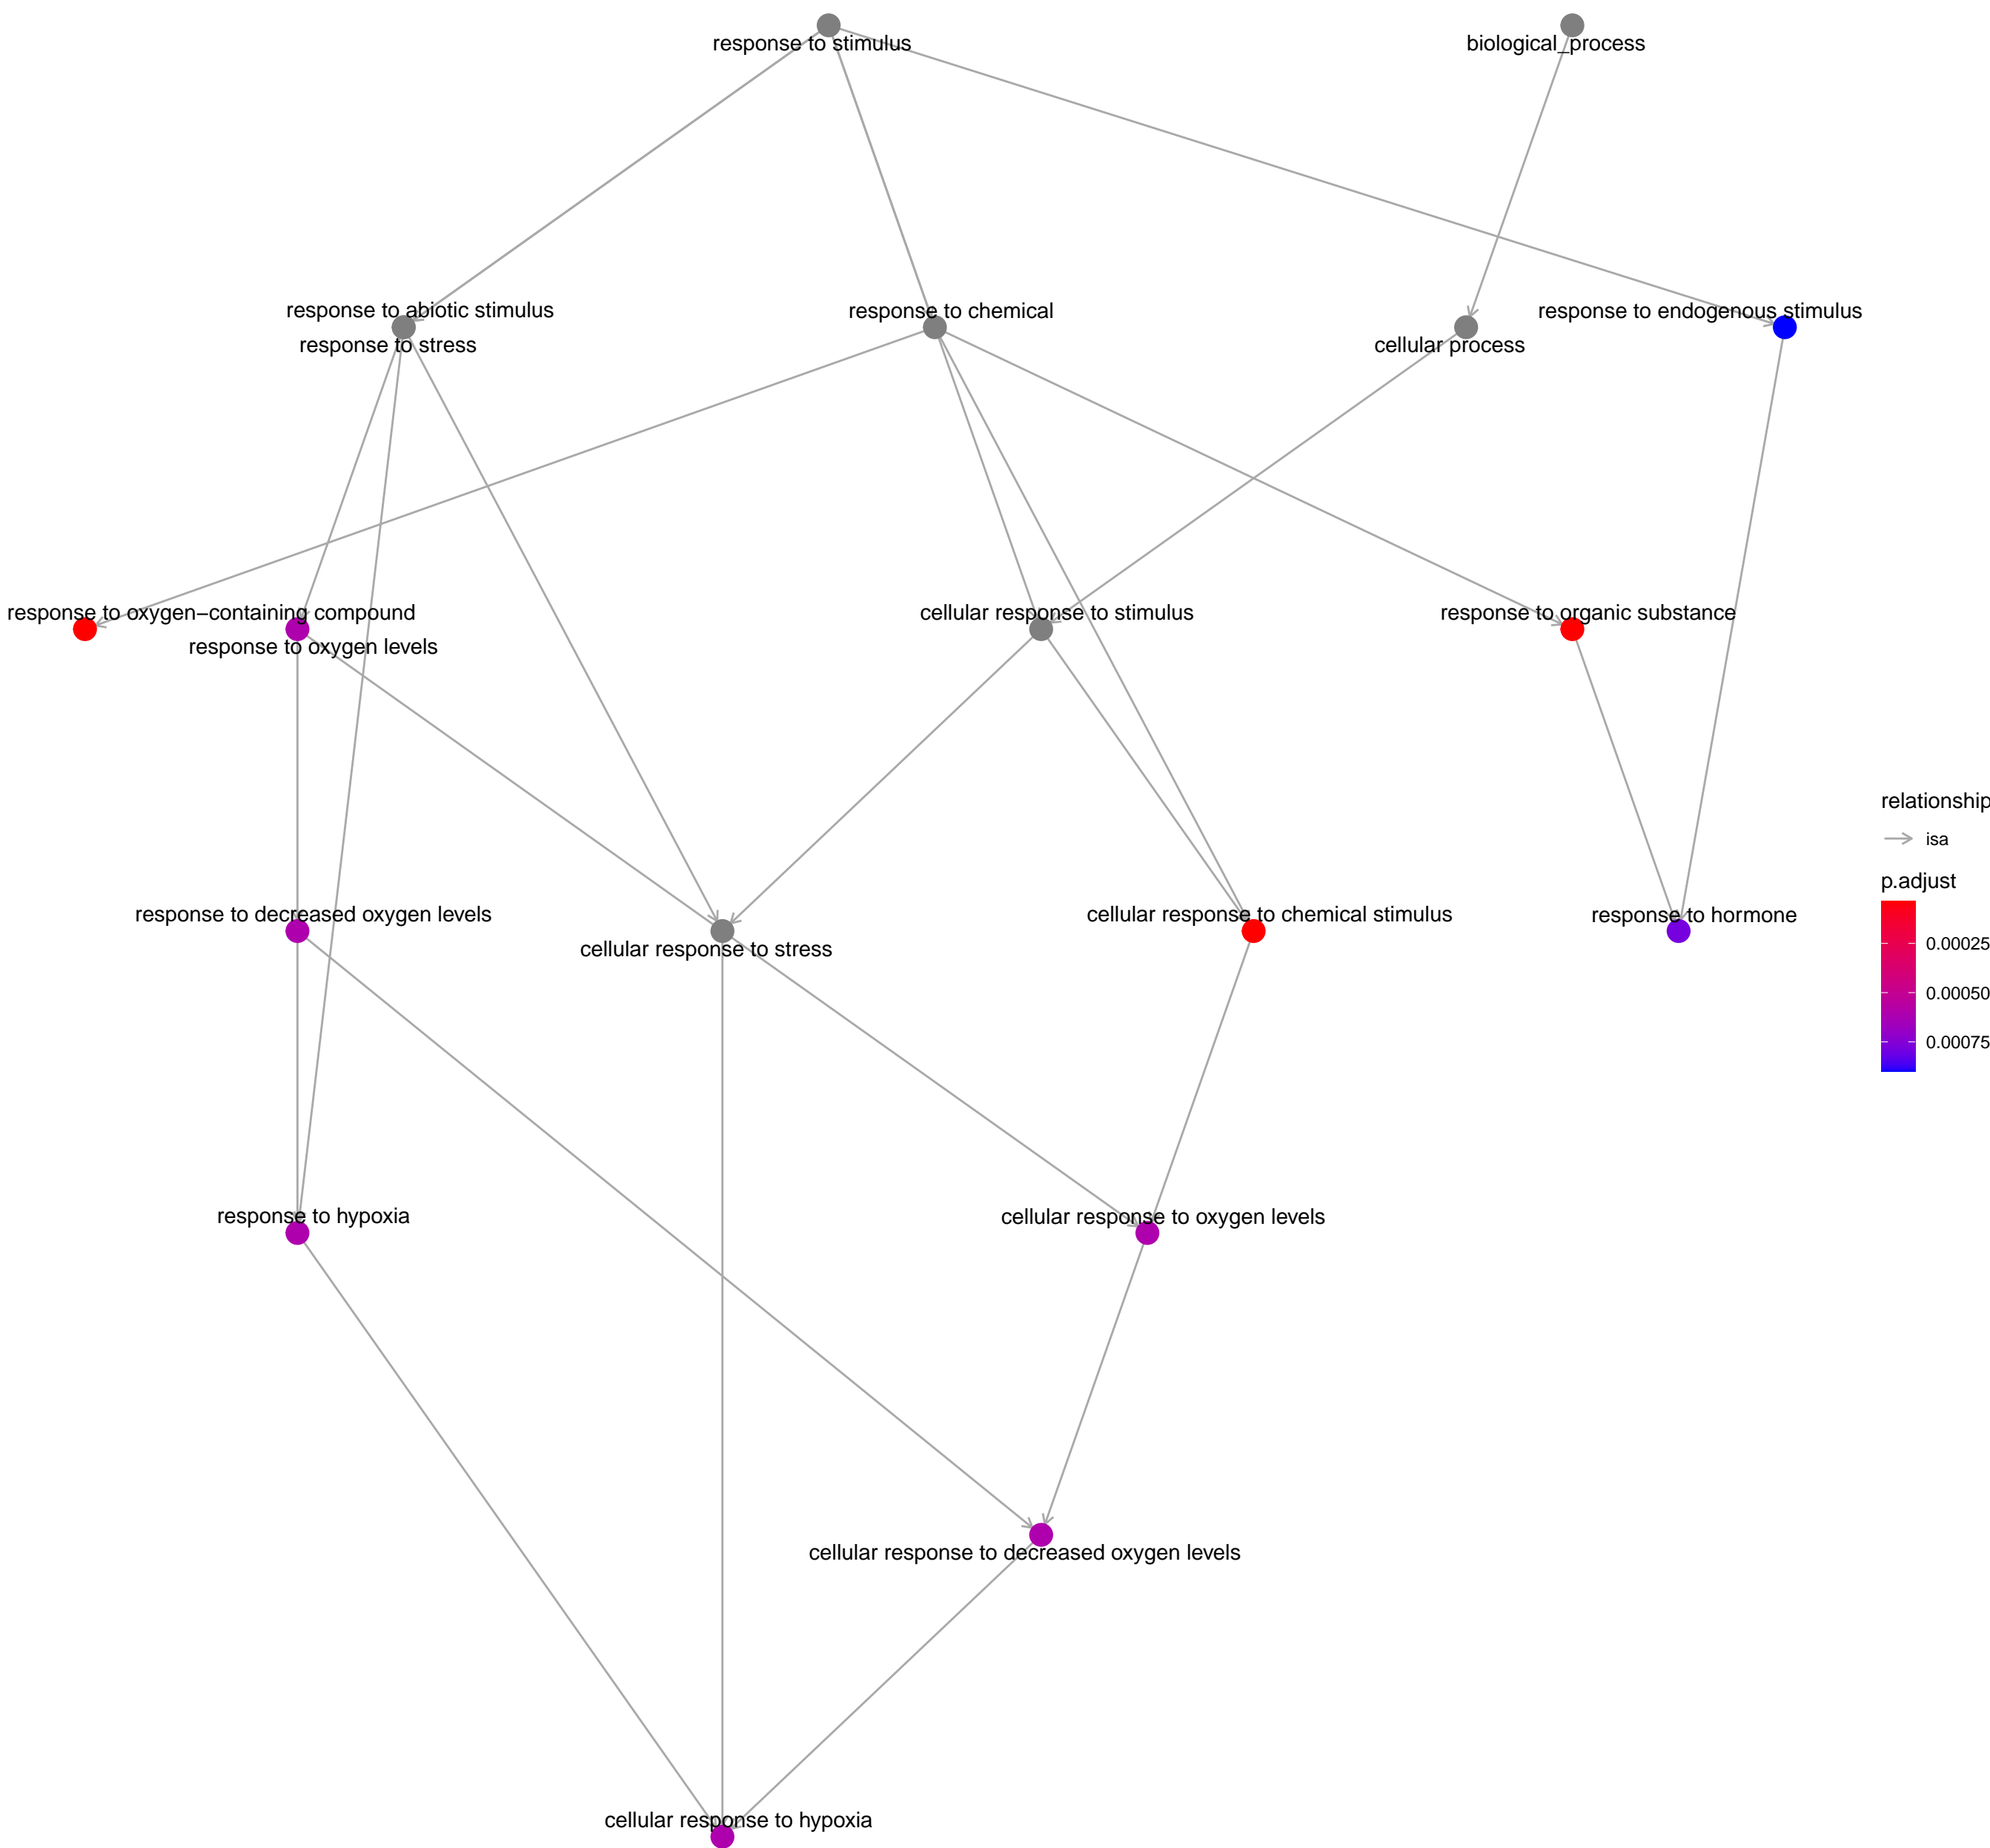 response to stimulus
biological_process
response to abiotic stimulus
response to chemical
response to endogenous stimulus
response to stress
cellular process
response to oxygen−containing compound
cellular response to stimulus
response to organic substance
response to oxygen levels
relationship
isa
p.adjust
0.00025
0.00050
0.00075
response to decreased oxygen levels
cellular response to chemical stimulus
response to hormone
cellular response to stress
response to hypoxia
cellular response to oxygen levels
cellular response to decreased oxygen levels
cellular response to hypoxia